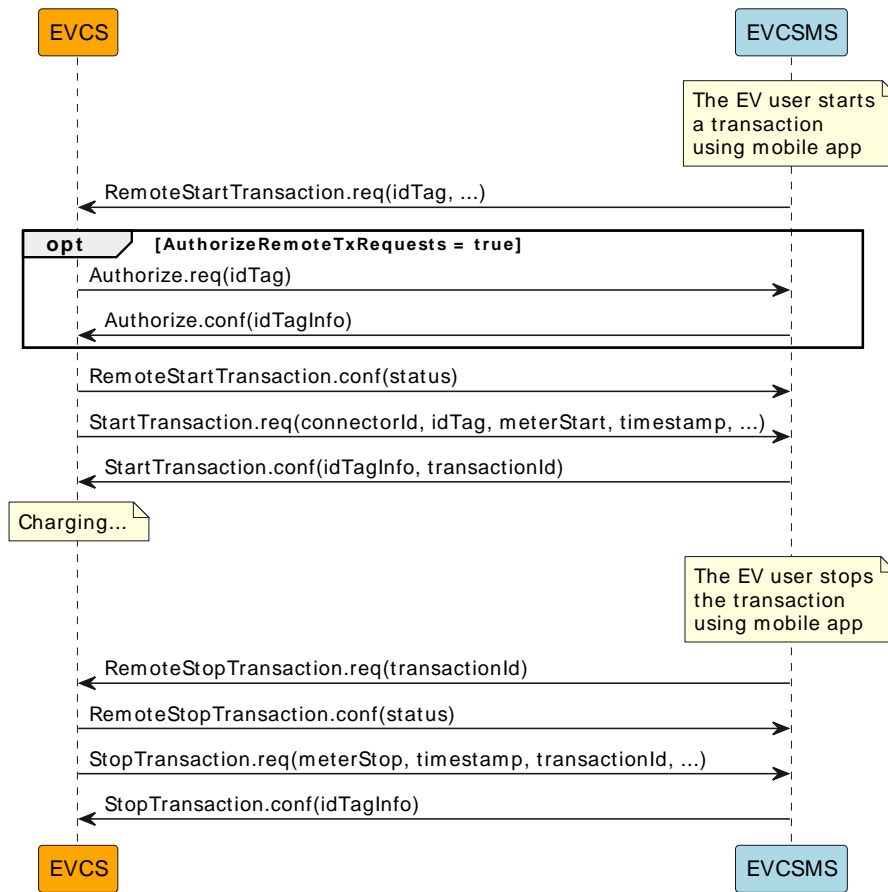 EVCS
EVCSMS
The EV user starts
a transaction
using mobile app
RemoteStartTransaction.req(idTag, ...)
opt [AuthorizeRemoteTxRequests = true]
Authorize.req(idTag)
Authorize.conf(idTagInfo)
RemoteStartTransaction.conf(status)
StartTransaction.req(connectorId, idTag, meterStart, timestamp, ...)
StartTransaction.conf(idTagInfo, transactionId)
Charging...
The EV user stops
the transaction
using mobile app
RemoteStopTransaction.req(transactionId)
RemoteStopTransaction.conf(status)
StopTransaction.req(meterStop, timestamp, transactionId, ...)
StopTransaction.conf(idTagInfo)
EVCS
EVCSMS